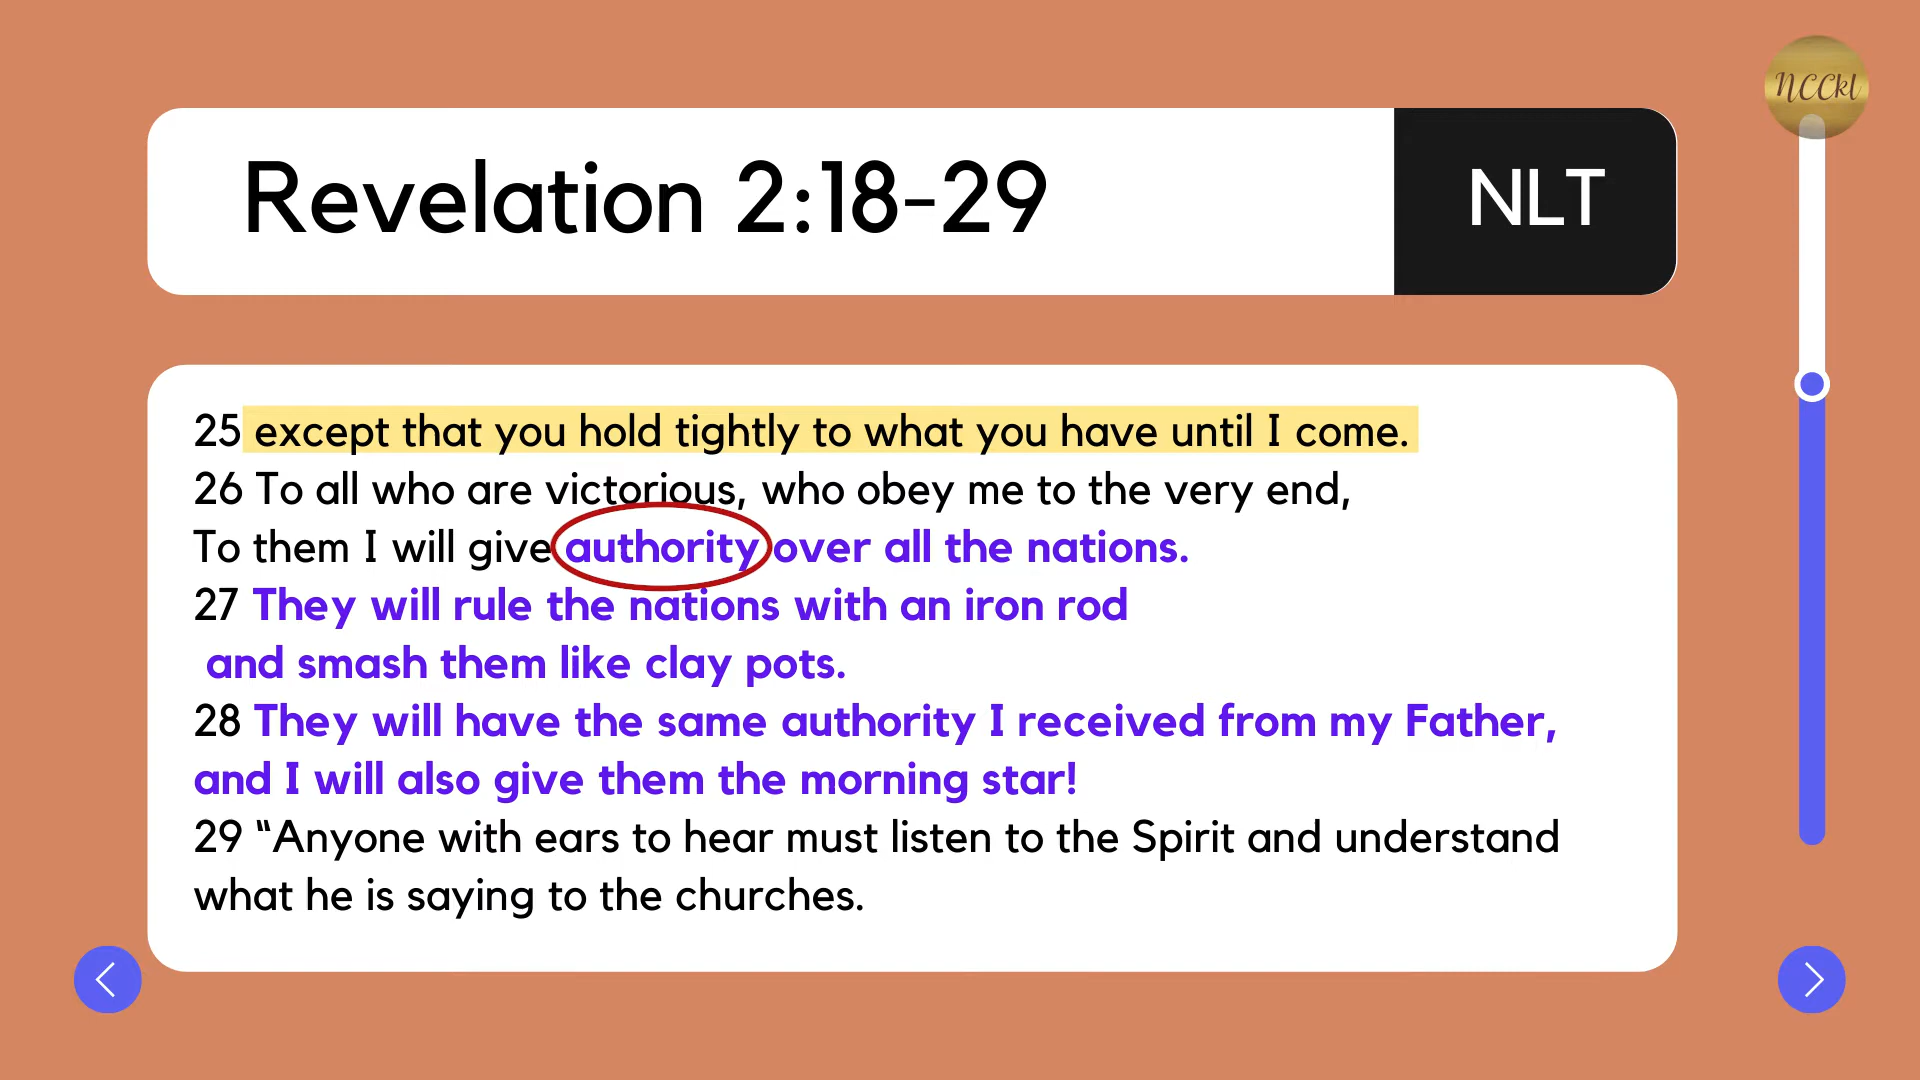 NCCkl
Revelation 2:18-29
NLT
25 except that you hold tightly to what you have until I come.
26 To all who are victorious, who obey me to the very end,
To them I will give authority over all the nations.
27 They will rule the nations with an iron rod
and smash them like clay pots.
28 They will have the same authority I received from my Father,
and I will also give them the morning star!
29 “Anyone with ears to hear must listen to the Spirit and understand
what he is saying to the churches.